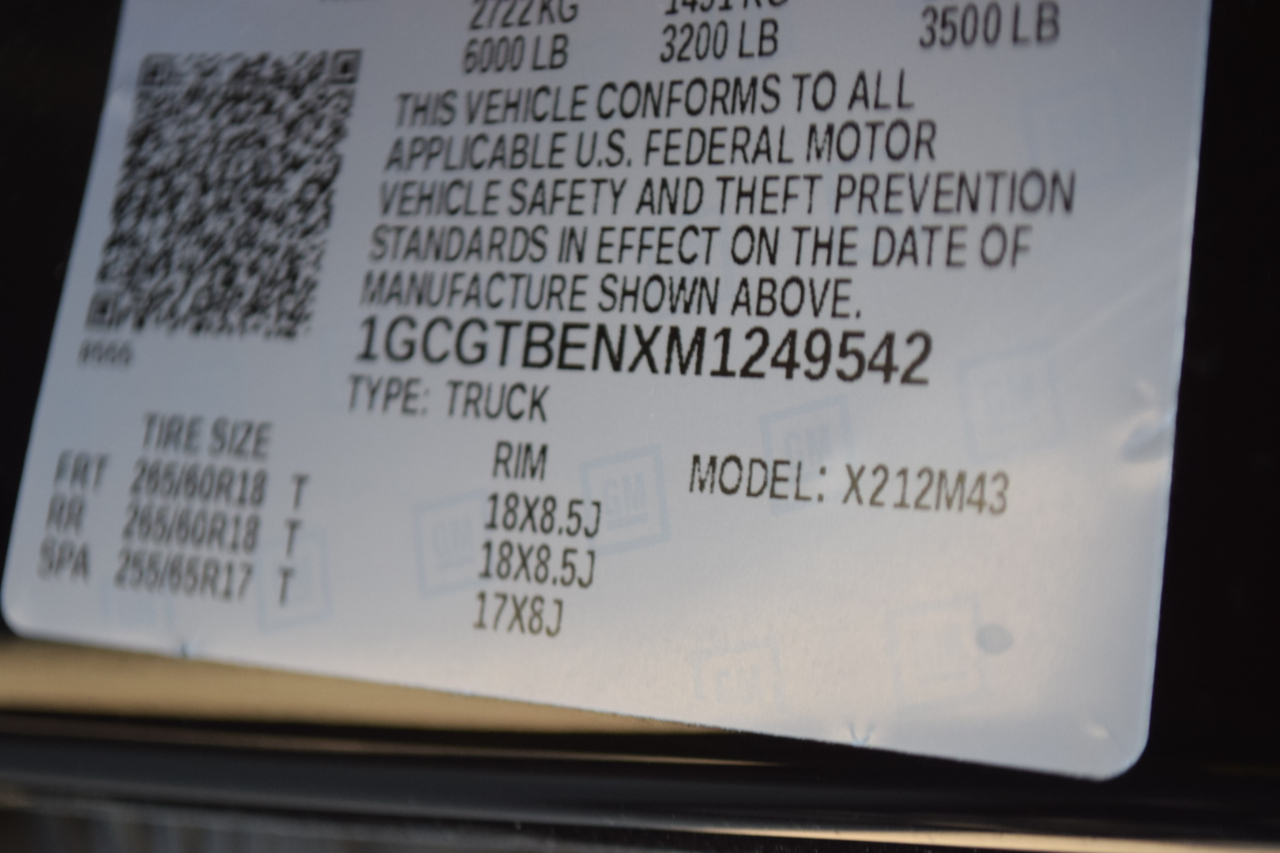 2722KG
6000 LB 3200 LB 3500 LB
THIS VEHICLE CONFORMS TO ALL
APPLICABLE U.S. FEDERAL MOTOR
VEHICLE SAFETY AND THEFT PREVENTION
STANDARDS IN EFFECT ON THE DATE OF
MANUFACTURE SHOWN ABOVE.
1GCGTBENXM1249542
TYPE: TRUCK
TIRE SIZE RIM MODEL: X212M43
FRT 265/60R18 T 18X8.5J
RR 265/60R18 T 18X8.5J
SPA 255/65R17 T 17X8J
GM